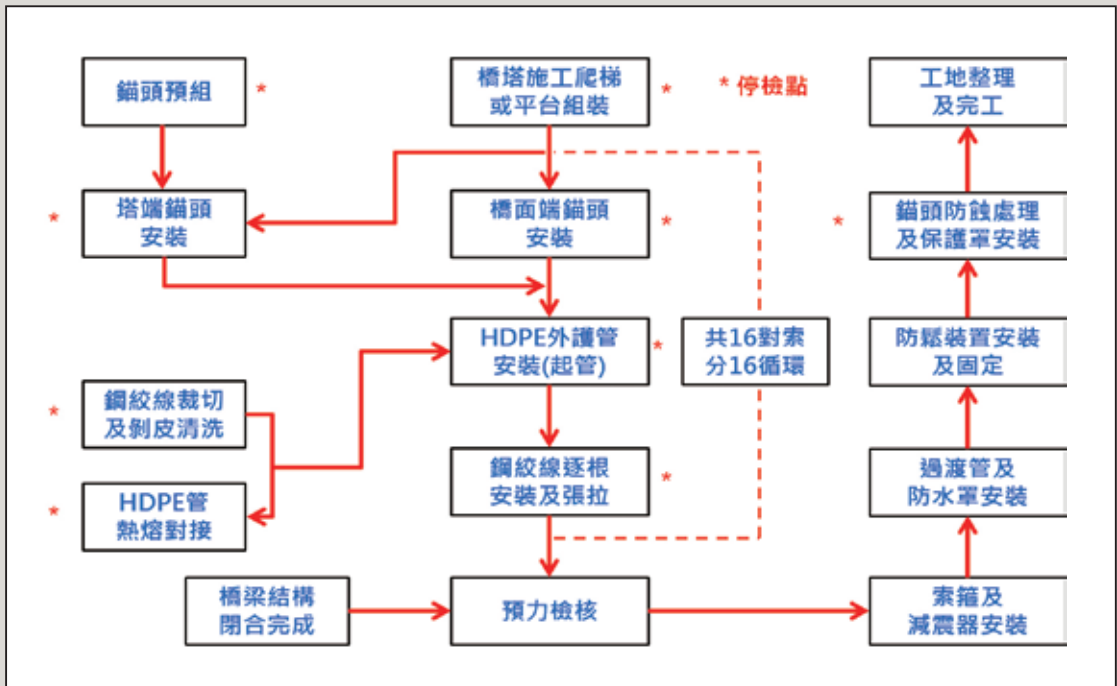 錨頭預組
*
橋塔施工爬梯
或平台組裝
*
* 停檢點
工地整理
及完工
*
塔端錨頭
安裝
橋面端錨頭
安裝
*
*
錨頭防蝕處理
及保護罩安裝
HDPE外護管
安裝(起管)
*
共16對索
分16循環
防鬆裝置安裝
及固定
*
鋼絞線裁切
及剝皮清洗
鋼絞線逐根
安裝及張拉
*
過渡管及
防水罩安裝
*
HDPE管
熱熔對接
橋梁結構
閉合完成
預力檢核
索箍及
減震器安裝